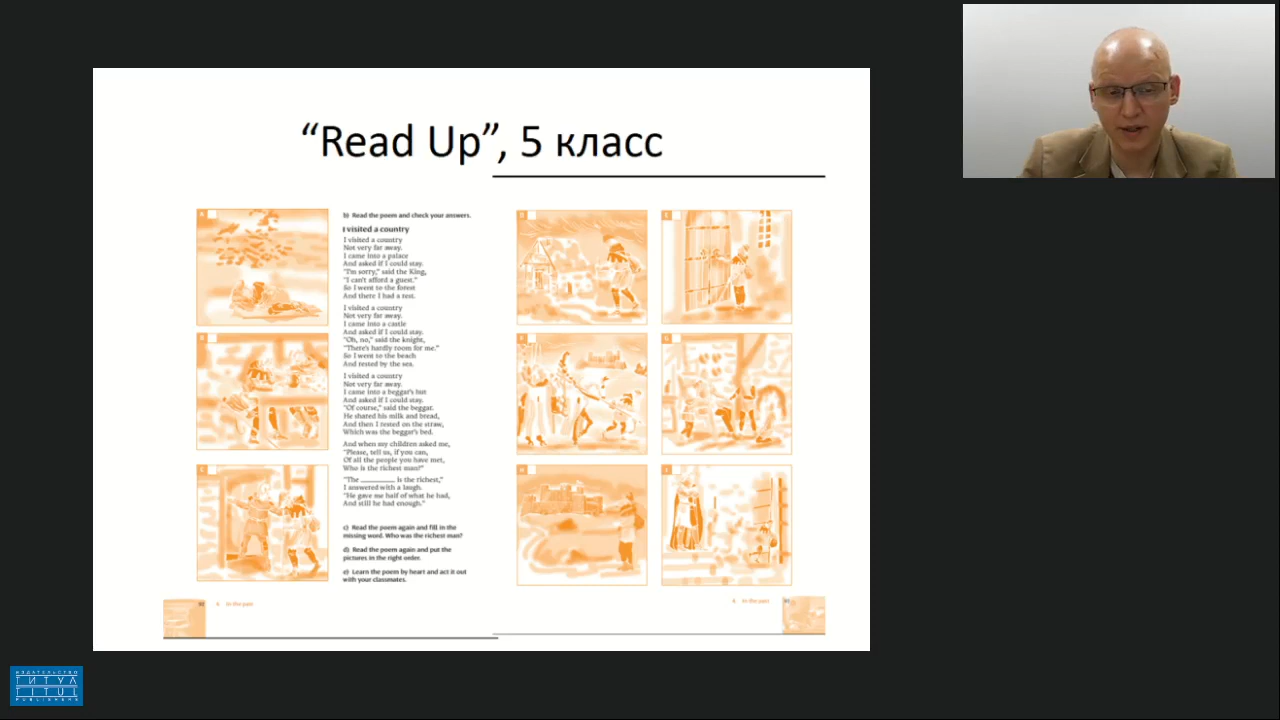 “Read Up”, 5 класс
b) Read the poem and check your answers.
I visited a country
I visited a country
Not very far away.
I came into a palace
And asked if I could stay.
“I'm sorry,” said the King,
“I can't afford a guest.”
So I went to the forest
And there I had a rest.
I visited a country
Not very far away.
I came into a castle
And asked if I could stay.
“Oh, no,” said the knight,
“There's hardly room for me.”
So I went to the beach
And rested by the sea.
I visited a country
Not very far away.
I came into a beggar's hut
And asked if I could stay.
“Of course,” said the beggar.
He shared his milk and bread,
And then I rested on the straw,
Which was the beggar's bed.
And when my children asked me,
“Please, tell us, if you can,
Of all the people you have met,
Who is the richest man?”
“The ________ is the richest,”
I answered with a laugh.
“He gave me half of what he had,
And still he had enough.”
c) Read the poem again and fill in the
missing word. Who was the richest man?
d) Read the poem again and put the
pictures in the right order.
e) Learn the poem by heart and act it out
with your classmates.
A
B
D
H
4 In the past
4 In the past
ИЗДАТЕЛЬСТВО
ТИТУЛ
TITUL
PUBLISHERS